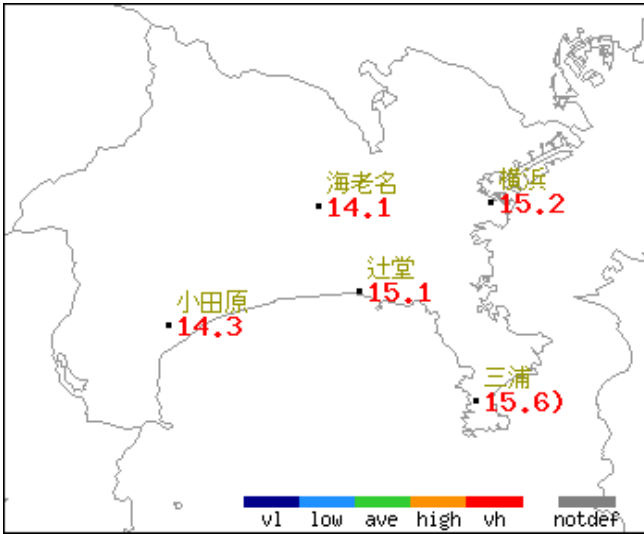 海老名
14.1
横浜
15.2
辻堂
15.1
小田原
14.3
三浦
15.6)
vl low ave high vh notdef